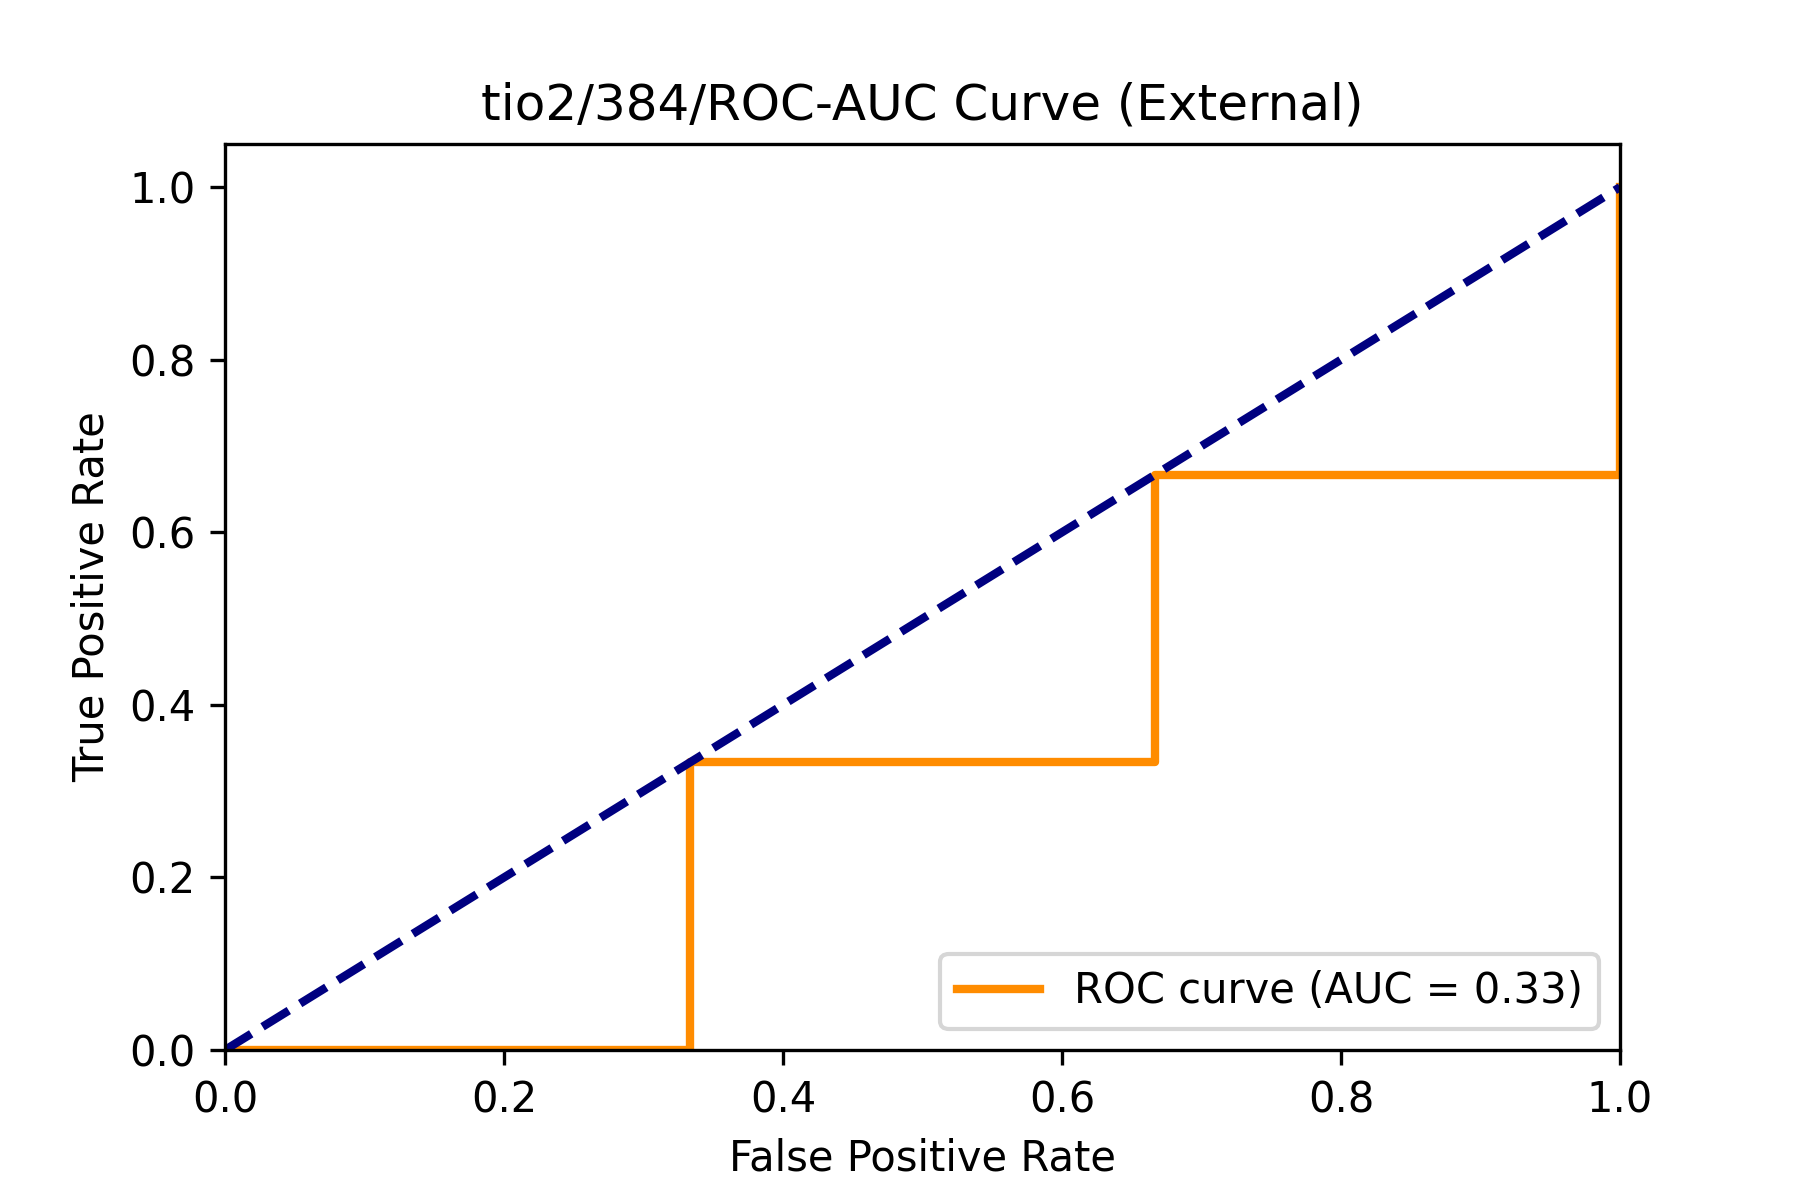 tio2/384/ROC-AUC Curve (External)
1.0
0.8
0.6
0.4
0.2
0.0
True Positive Rate
ROC curve (AUC = 0.33)
0.0 0.2 0.4 0.6 0.8 1.0
False Positive Rate